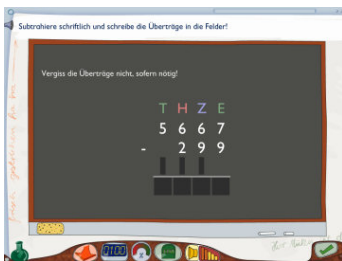 Subtrahiere schriftlich und schreibe die Überträge in die Felder!
Vergiss die Überträge nicht, sofern nötig!
T H Z E
5 6 6 7
- 2 9 9